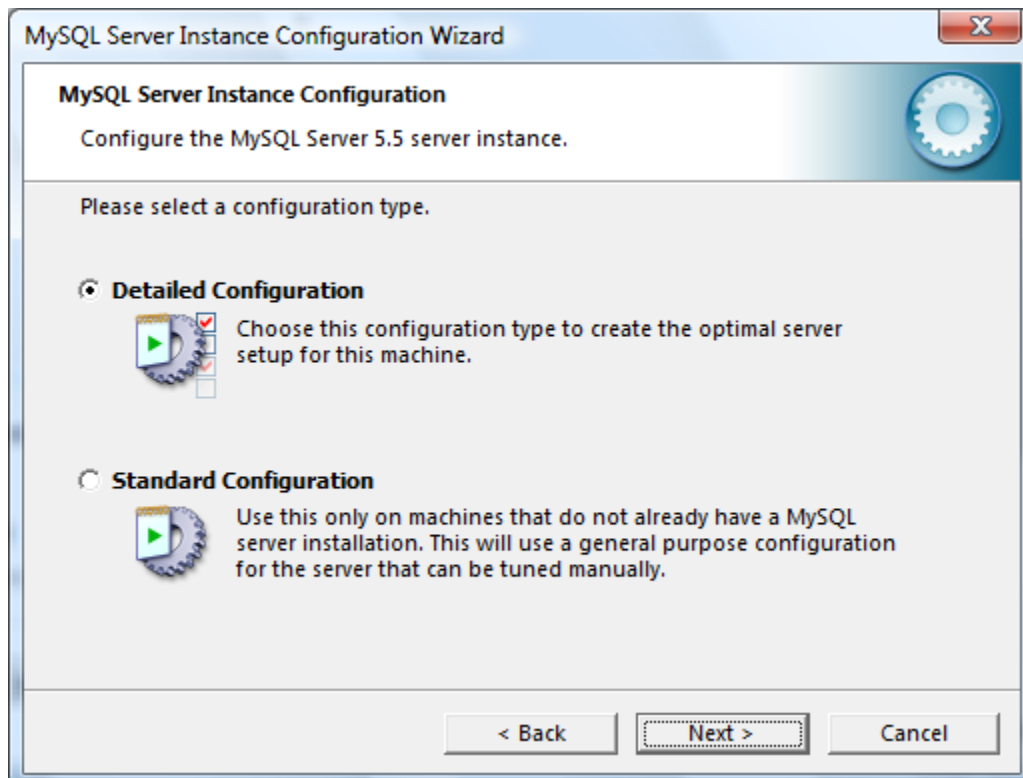 MySQL Server Instance Configuration Wizard
MySQL Server Instance Configuration
Configure the MySQL Server 5.5 server instance.
Please select a configuration type.
Detailed Configuration
Choose this configuration type to create the optimal server
setup for this machine.
Standard Configuration
Use this only on machines that do not already have a MySQL
server installation. This will use a general purpose configuration
for the server that can be tuned manually.
< Back
Next >
Cancel